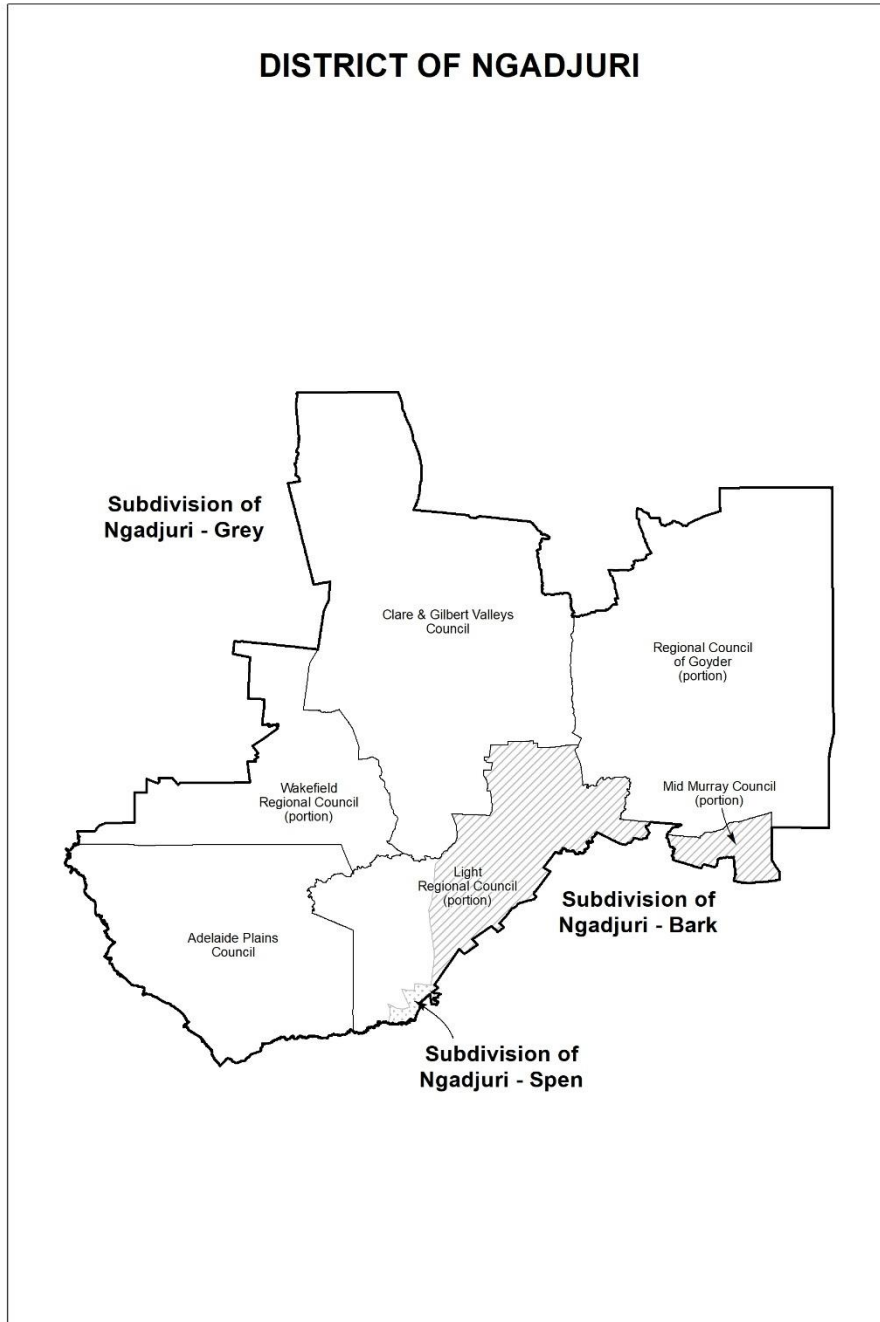 DISTRICT OF NGADJURI
Subdivision of
Ngadjuri - Grey
Clare & Gilbert Valleys
Council
Regional Council
of Goyder
(portion)
Wakefield
Regional Council
(portion)
Mid Murray Council
(portion)
Light
Regional Council
(portion)
Subdivision of
Ngadjuri - Bark
Adelaide Plains
Council
Subdivision of
Ngadjuri - Spen